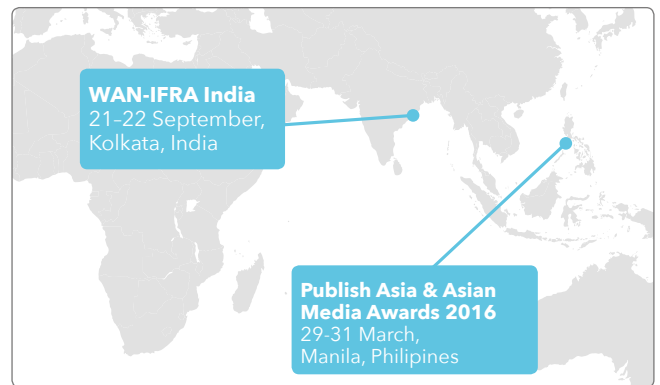 WAN-IFRA India
21–22 September,
Kolkata, India
Publish Asia & Asian
Media Awards 2016
29-31 March,
Manila, Philipines